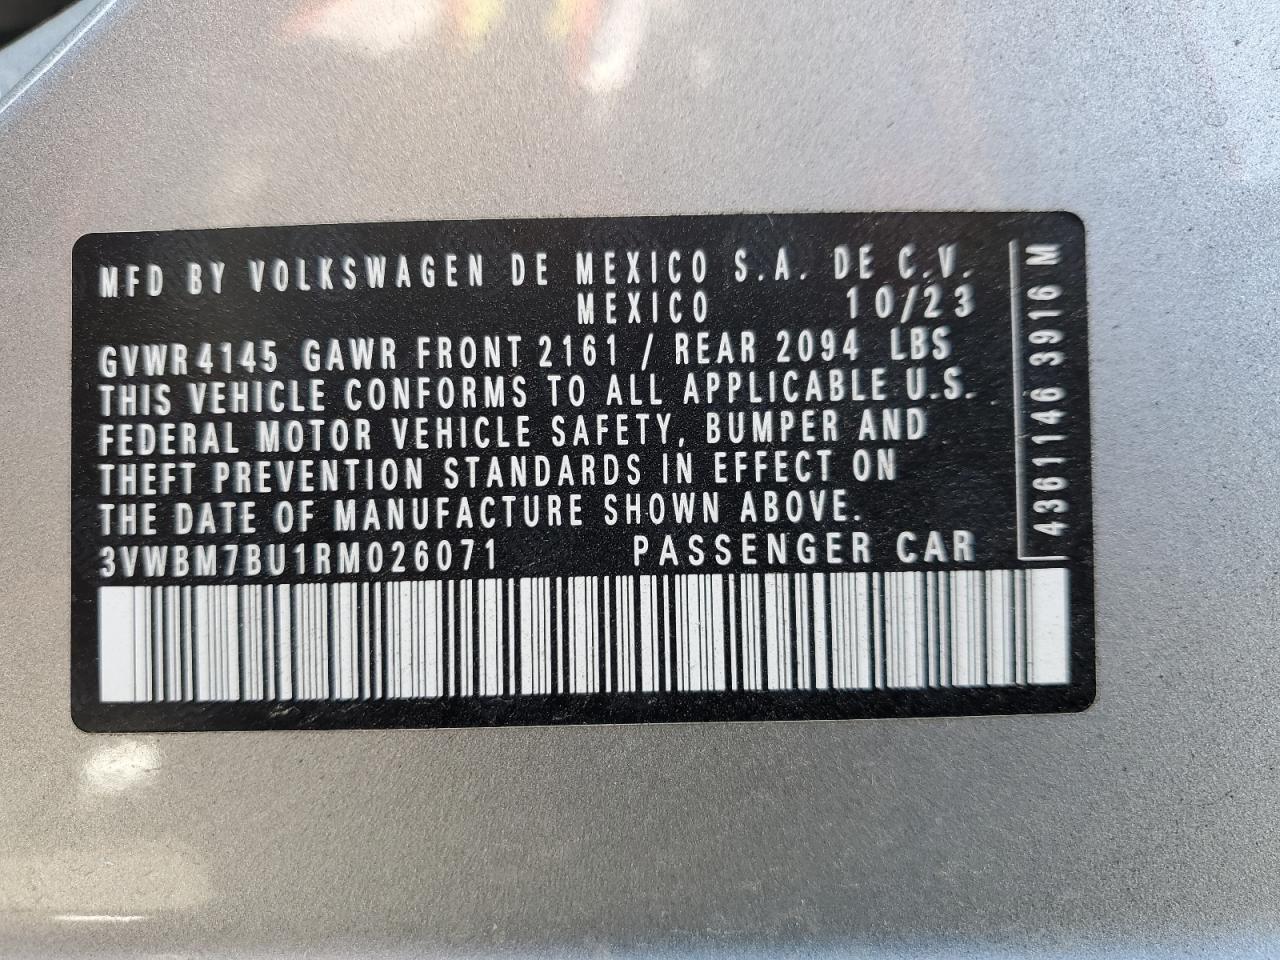 MFD BY VOLKSWAGEN DE MEXICO S.A. DE C.V.
MEXICO 10/23
GVWR 4145 GAWR FRONT 2161 / REAR 2094 LBS
THIS VEHICLE CONFORMS TO ALL APPLICABLE U.S.
FEDERAL MOTOR VEHICLE SAFETY, BUMPER AND
THEFT PREVENTION STANDARDS IN EFFECT ON
THE DATE OF MANUFACTURE SHOWN ABOVE.
3VWBM7BU1RM026071 PASSENGER CAR
4361146 3916 M